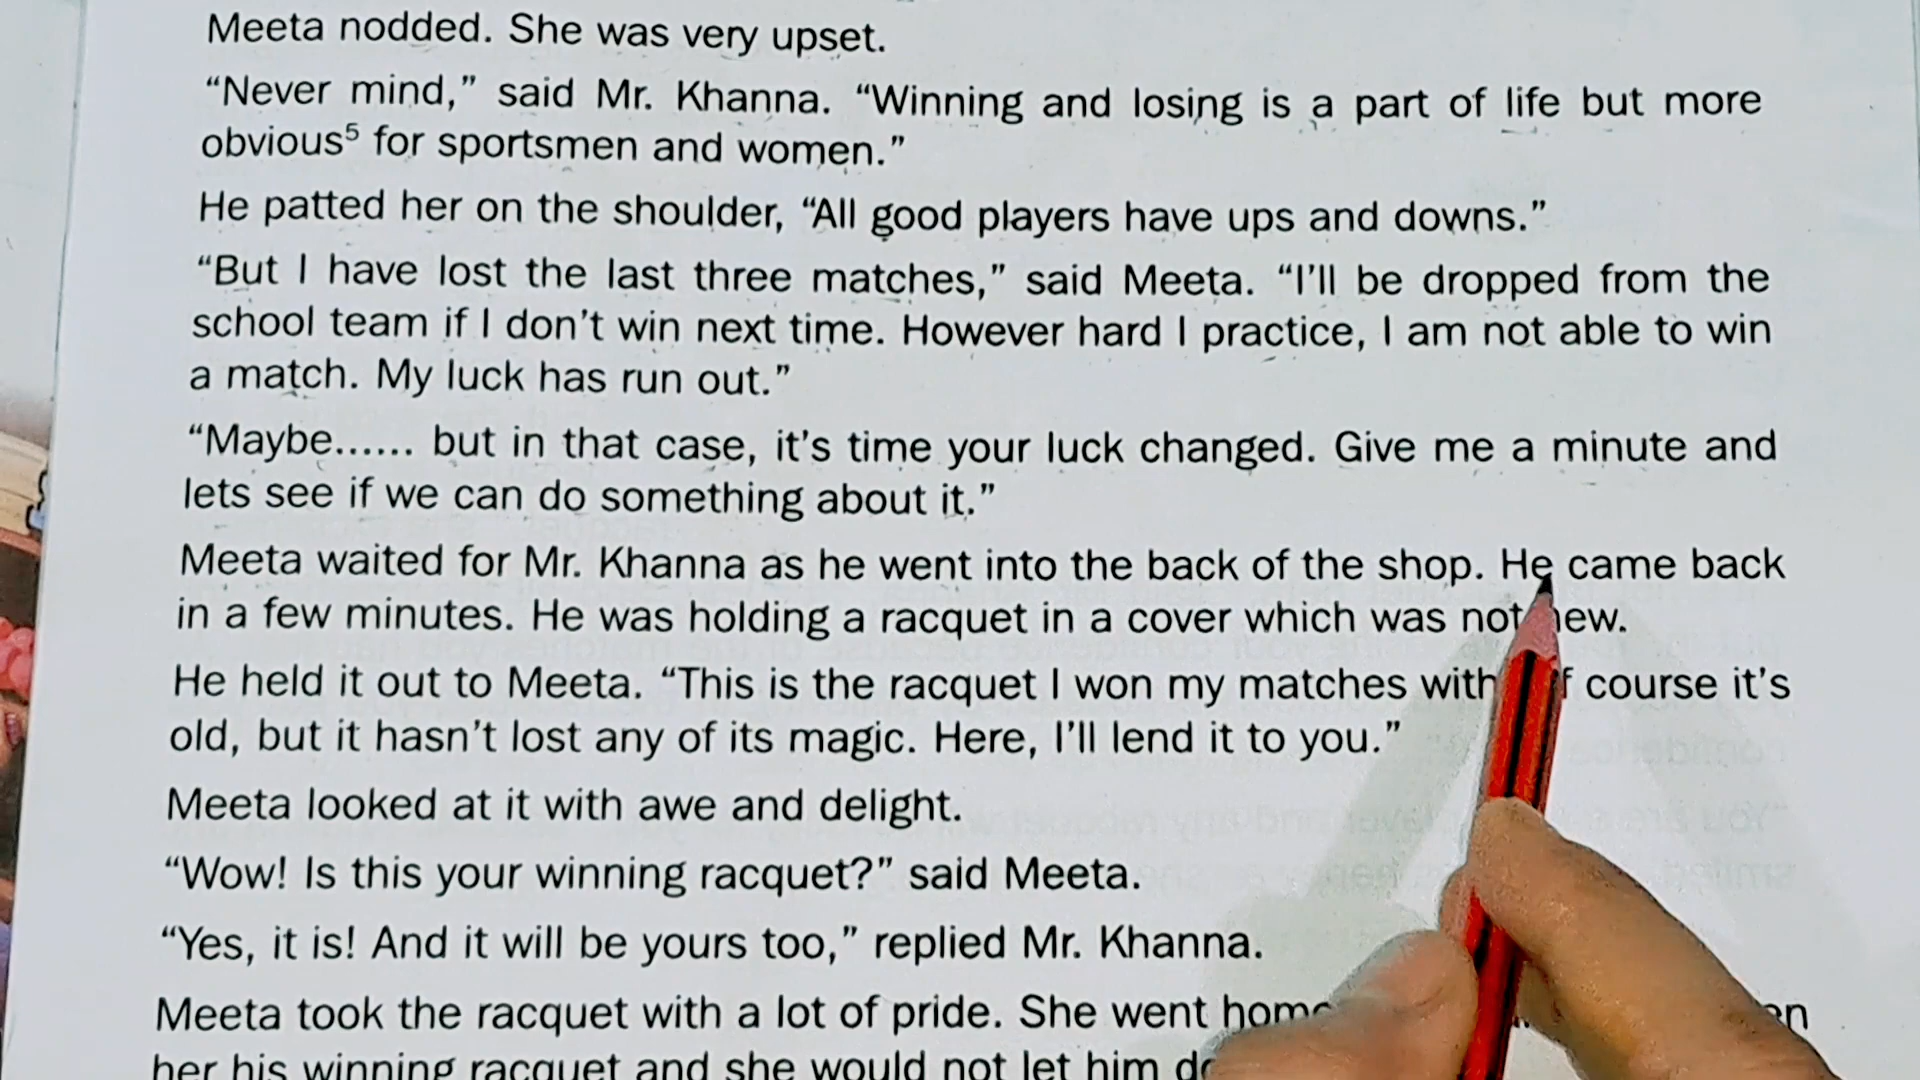 Meeta nodded. She was very upset.
“Never mind,” said Mr. Khanna. “Winning and losing is a part of life but more
obvious⁵ for sportsmen and women.”
He patted her on the shoulder, “All good players have ups and downs.”
“But I have lost the last three matches,” said Meeta. “I’ll be dropped from the
school team if I don’t win next time. However hard I practice, I am not able to win
a match. My luck has run out.”
“Maybe...... but in that case, it’s time your luck changed. Give me a minute and
lets see if we can do something about it.”
Meeta waited for Mr. Khanna as he went into the back of the shop. He came back
in a few minutes. He was holding a racquet in a cover which was not new.
He held it out to Meeta. “This is the racquet I won my matches with course it’s
old, but it hasn’t lost any of its magic. Here, I’ll lend it to you.”
Meeta looked at it with awe and delight.
“Wow! Is this your winning racquet?” said Meeta.
“Yes, it is! And it will be yours too,” replied Mr. Khanna.
Meeta took the racquet with a lot of pride. She went home
her his winning racquet and she would not let him